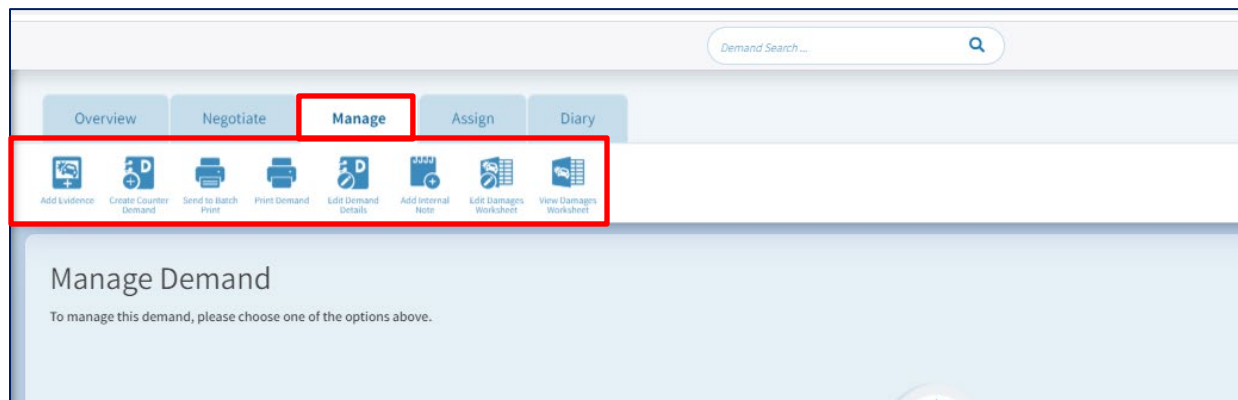 Demand Search ...
Overview Negotiate Manage Assign Diary
Add Evidence Create Counter Demand Send to Batch Print Print Demand Edit Demand Details Add Internal Note Edit Damages Worksheet View Damages Worksheet
Manage Demand
To manage this demand, please choose one of the options above.